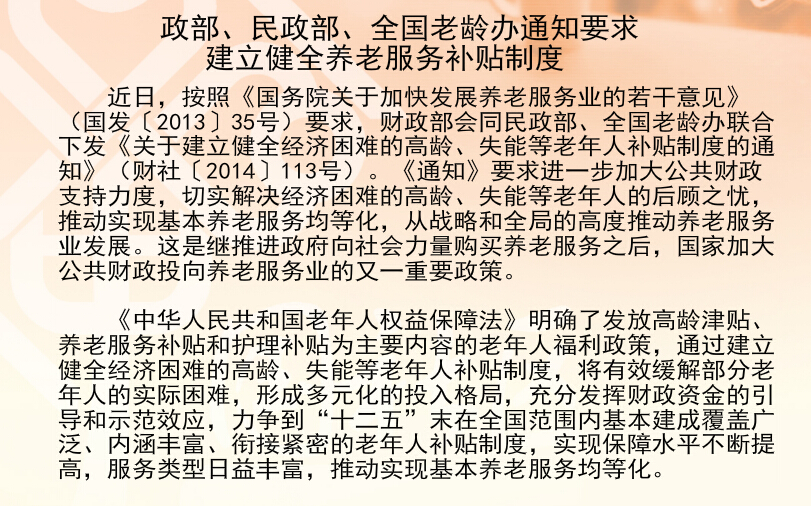 政部、民政部、全国老龄办通知要求
建立健全养老服务补贴制度
近日，按照《国务院关于加快发展养老服务业的若干意见》
（国发〔2013〕35号）要求，财政部会同民政部、全国老龄办联合
下发《关于建立健全经济困难的高龄、失能等老年人补贴制度的通
知》（财社〔2014〕113号）。《通知》要求进一步加大公共财政
支持力度，切实解决经济困难的高龄、失能等老年人的后顾之忧，
推动实现基本养老服务均等化，从战略和全局的高度推动养老服务
业发展。这是继推进政府向社会力量购买养老服务之后，国家加大
公共财政投向养老服务业的又一重要政策。
《中华人民共和国老年人权益保障法》明确了发放高龄津贴、
养老服务补贴和护理补贴为主要内容的老年人福利政策，通过建立
健全经济困难的高龄、失能等老年人补贴制度，将有效缓解部分老
年人的实际困难，形成多元化的投入格局，充分发挥财政资金的引
导和示范效应，力争到“十二五”末在全国范围内基本建成覆盖广
泛、内涵丰富、衔接紧密的老年人补贴制度，实现保障水平不断提
高，服务类型日益丰富，推动实现基本养老服务均等化。